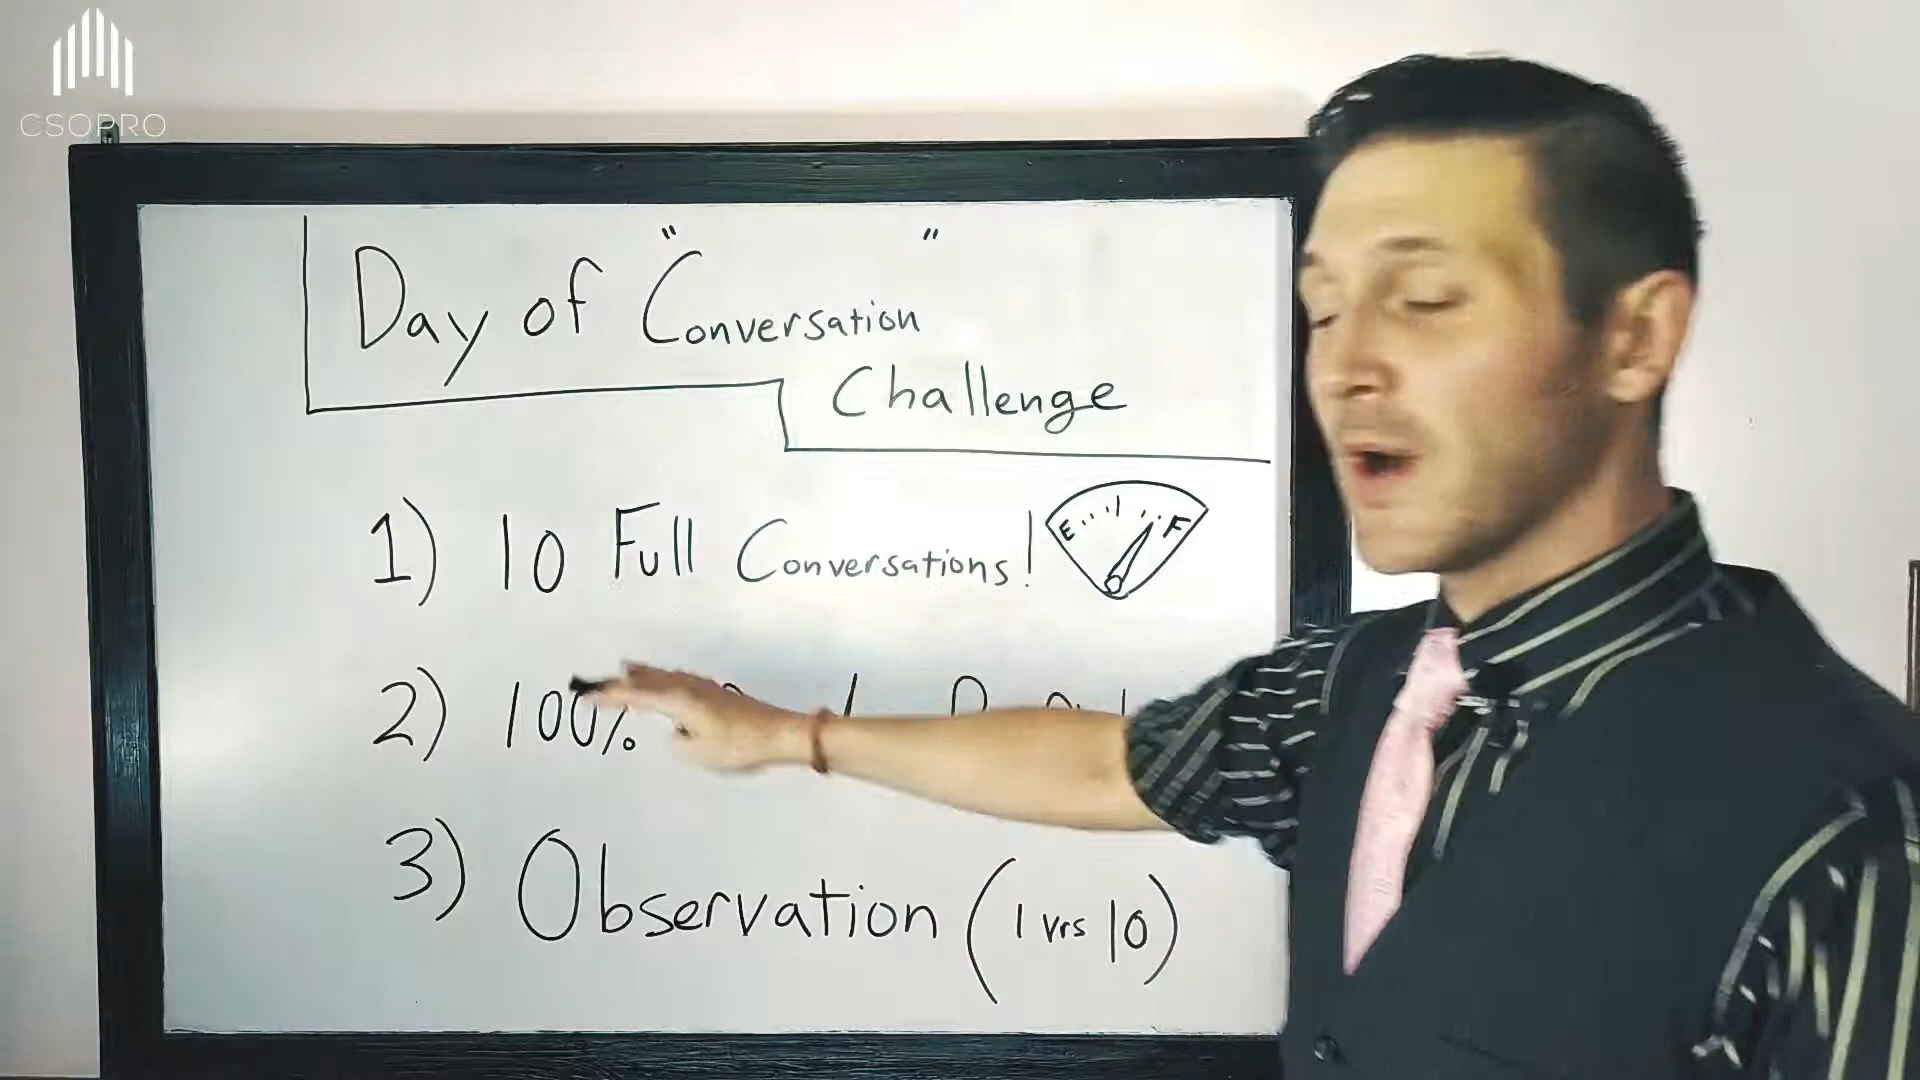 CSOPRO
Day of "Conversation"
Challenge
1) 10 Full Conversations!
E F
2) 100%
3) Observation (1 vrs 10)